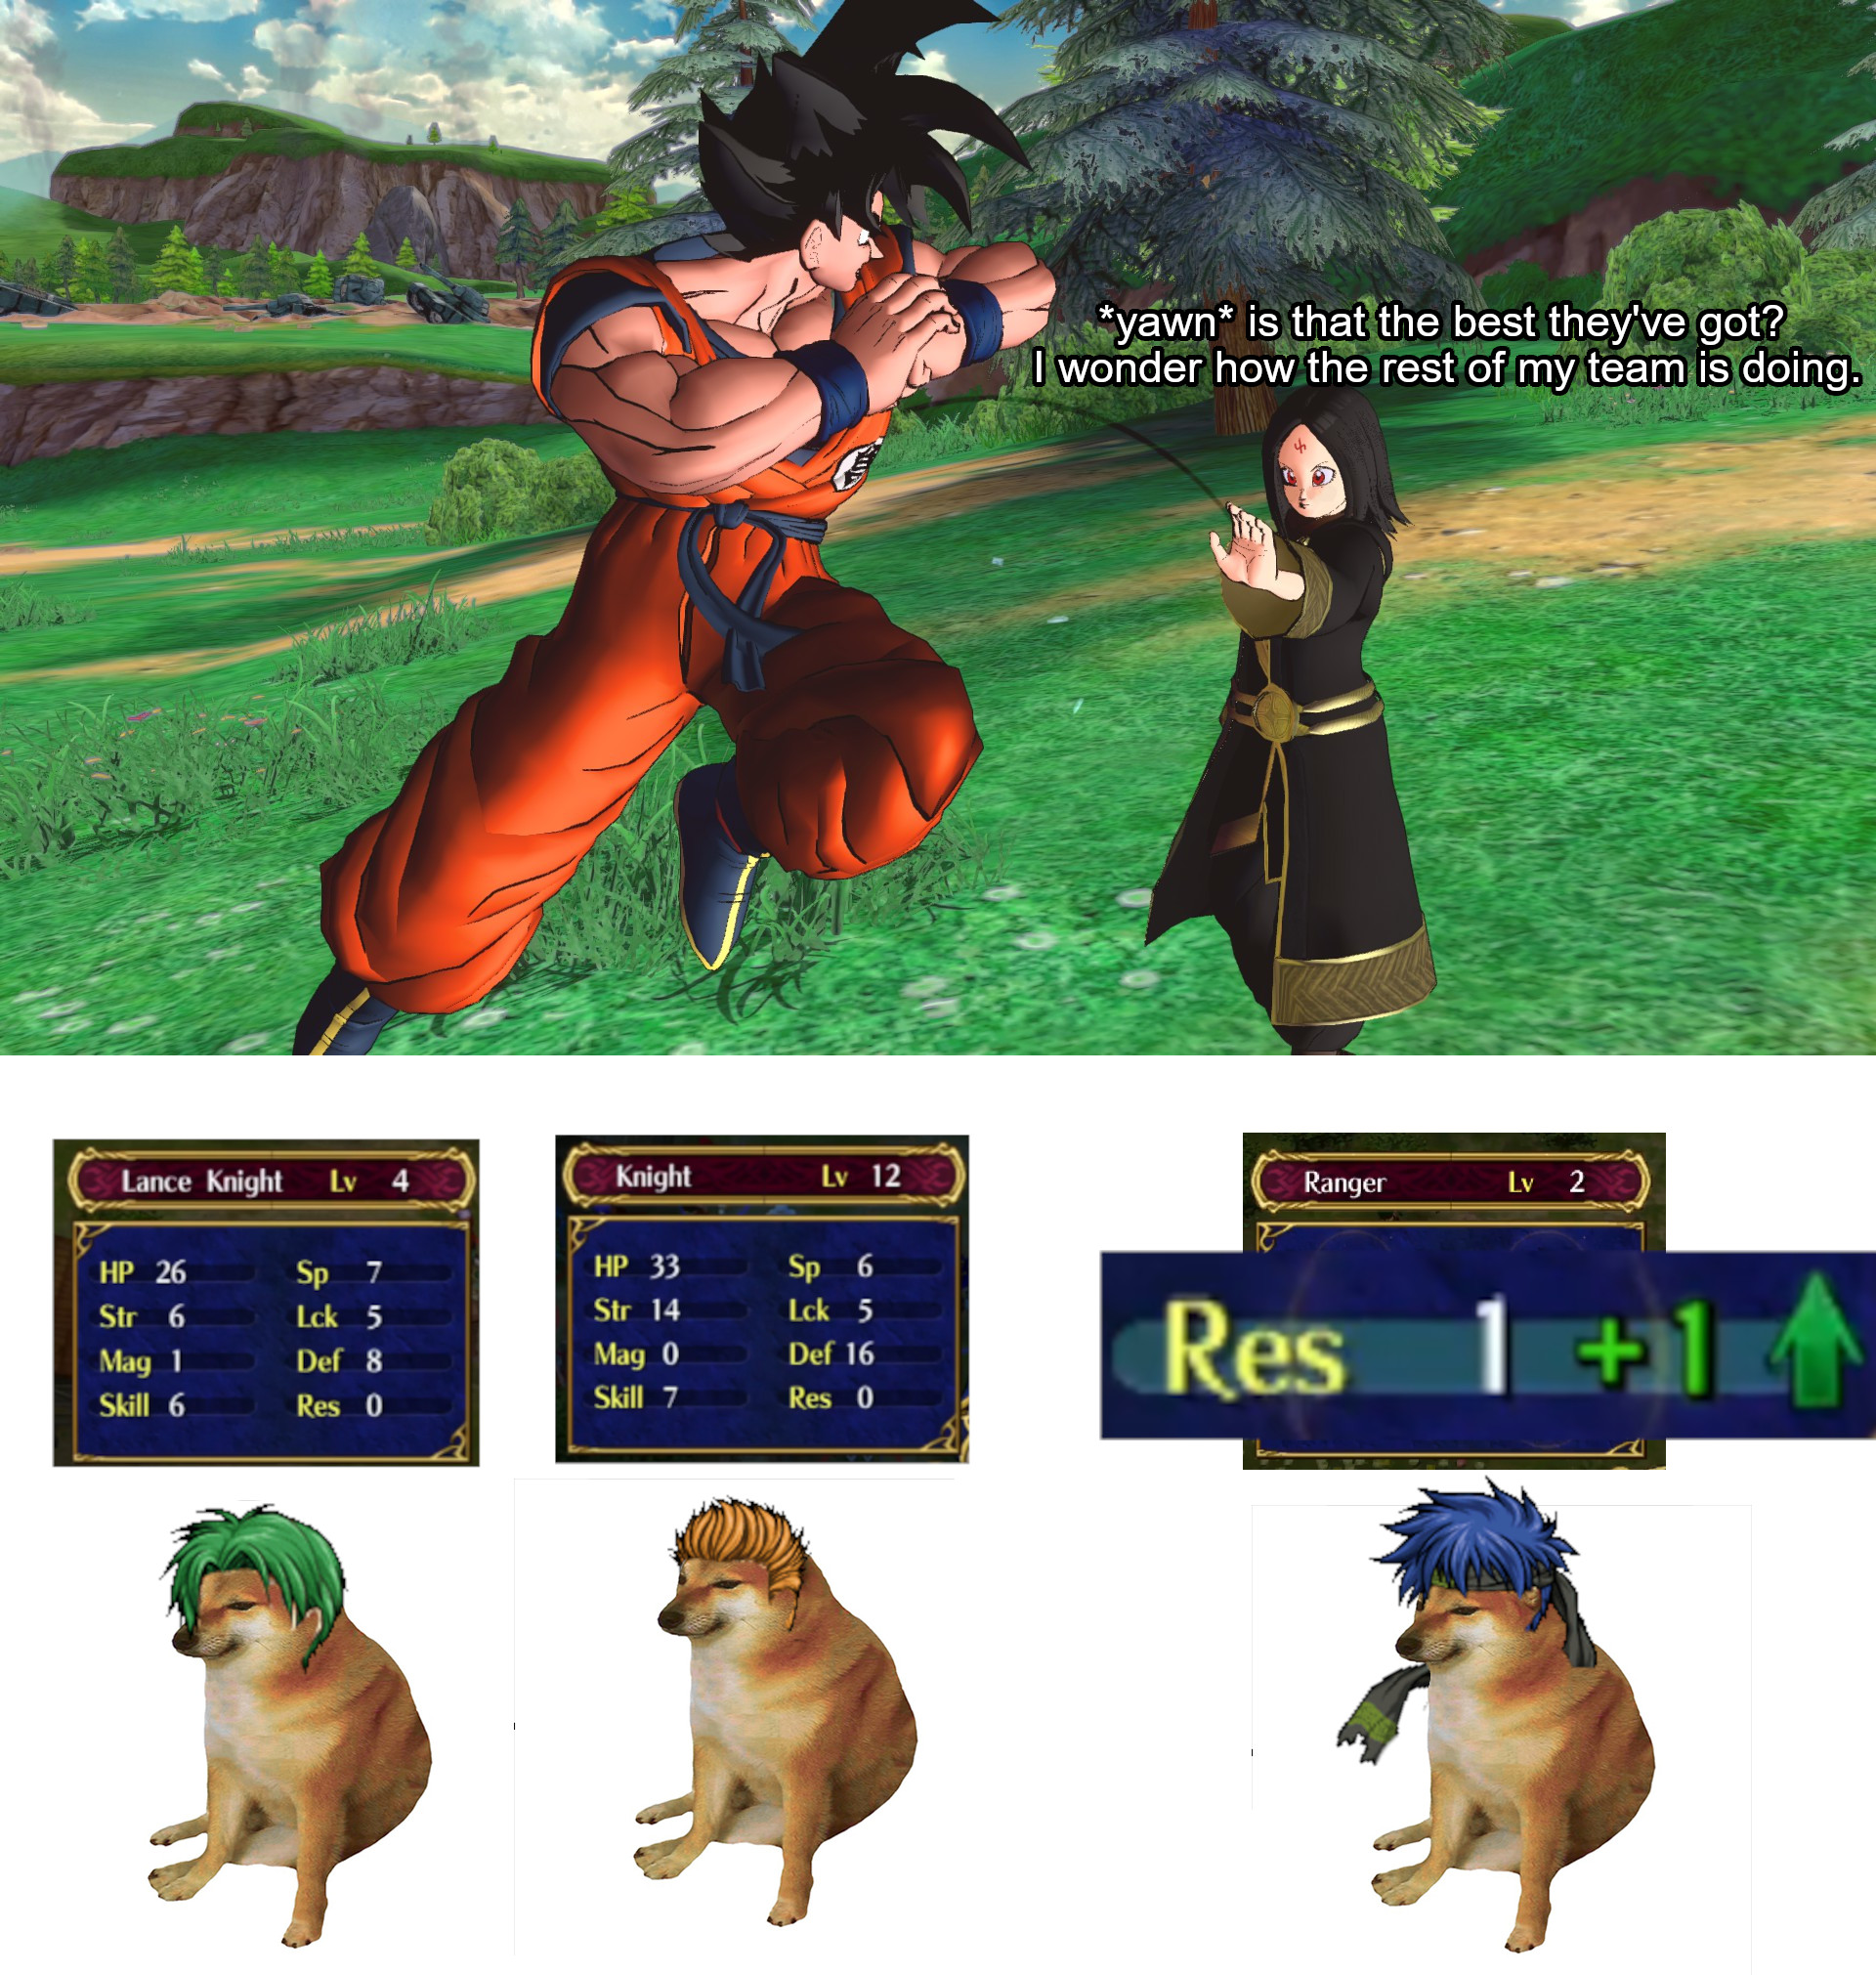 *yawn* is that the best they've got?
I wonder how the rest of my team is doing.
Lance Knight Lv 4
HP 26 Sp 7
Str 6 Lck 5
Mag 1 Def 8
Skill 6 Res 0
Knight Lv 12
HP 33 Sp 6
Str 14 Lck 5
Mag 0 Def 16
Skill 7 Res 0
Ranger Lv 2
Res 1 +1